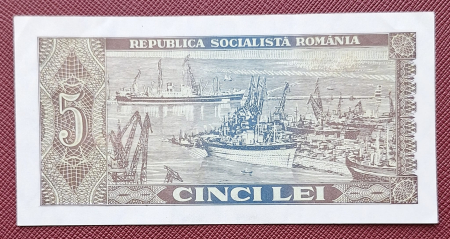 REPUBLICA SOCIALISTĂ ROMÂNIA
5
CINCI LEI